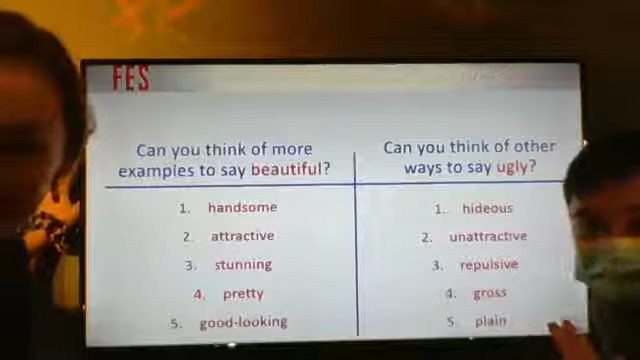 FES
Can you think of more
examples to say beautiful?
1. handsome
2. attractive
3. stunning
4. pretty
5. good-looking
Can you think of other
ways to say ugly?
1. hideous
2. unattractive
3. repulsive
4. gross
5. plain